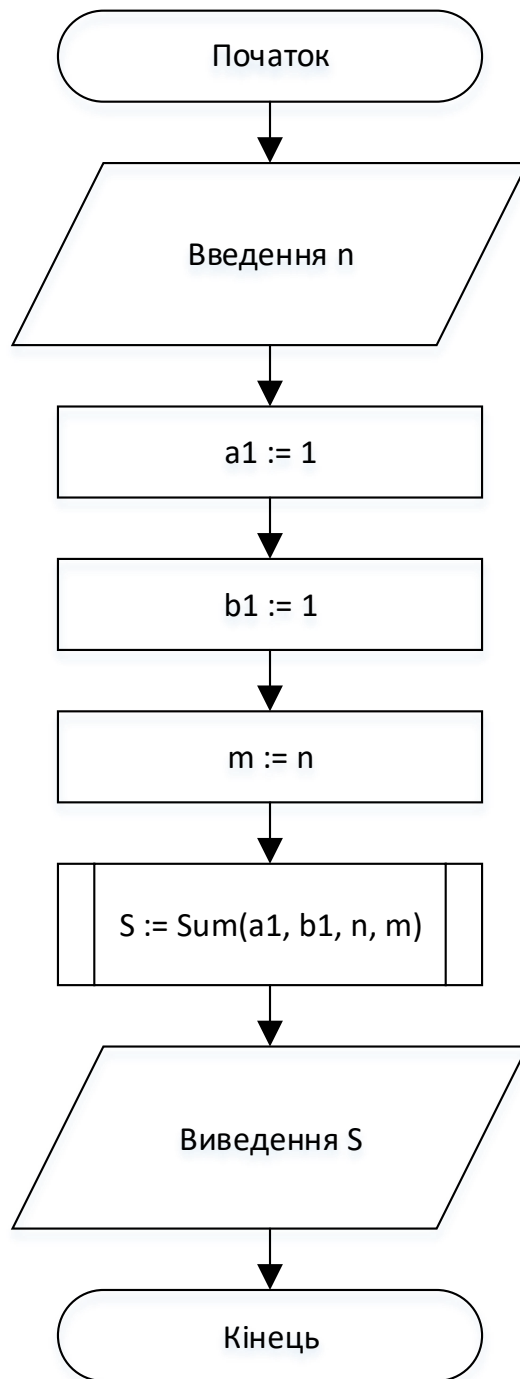 Початок
Введення n
a1 := 1
b1 := 1
m := n
S := Sum(a1, b1, n, m)
Виведення S
Кінець